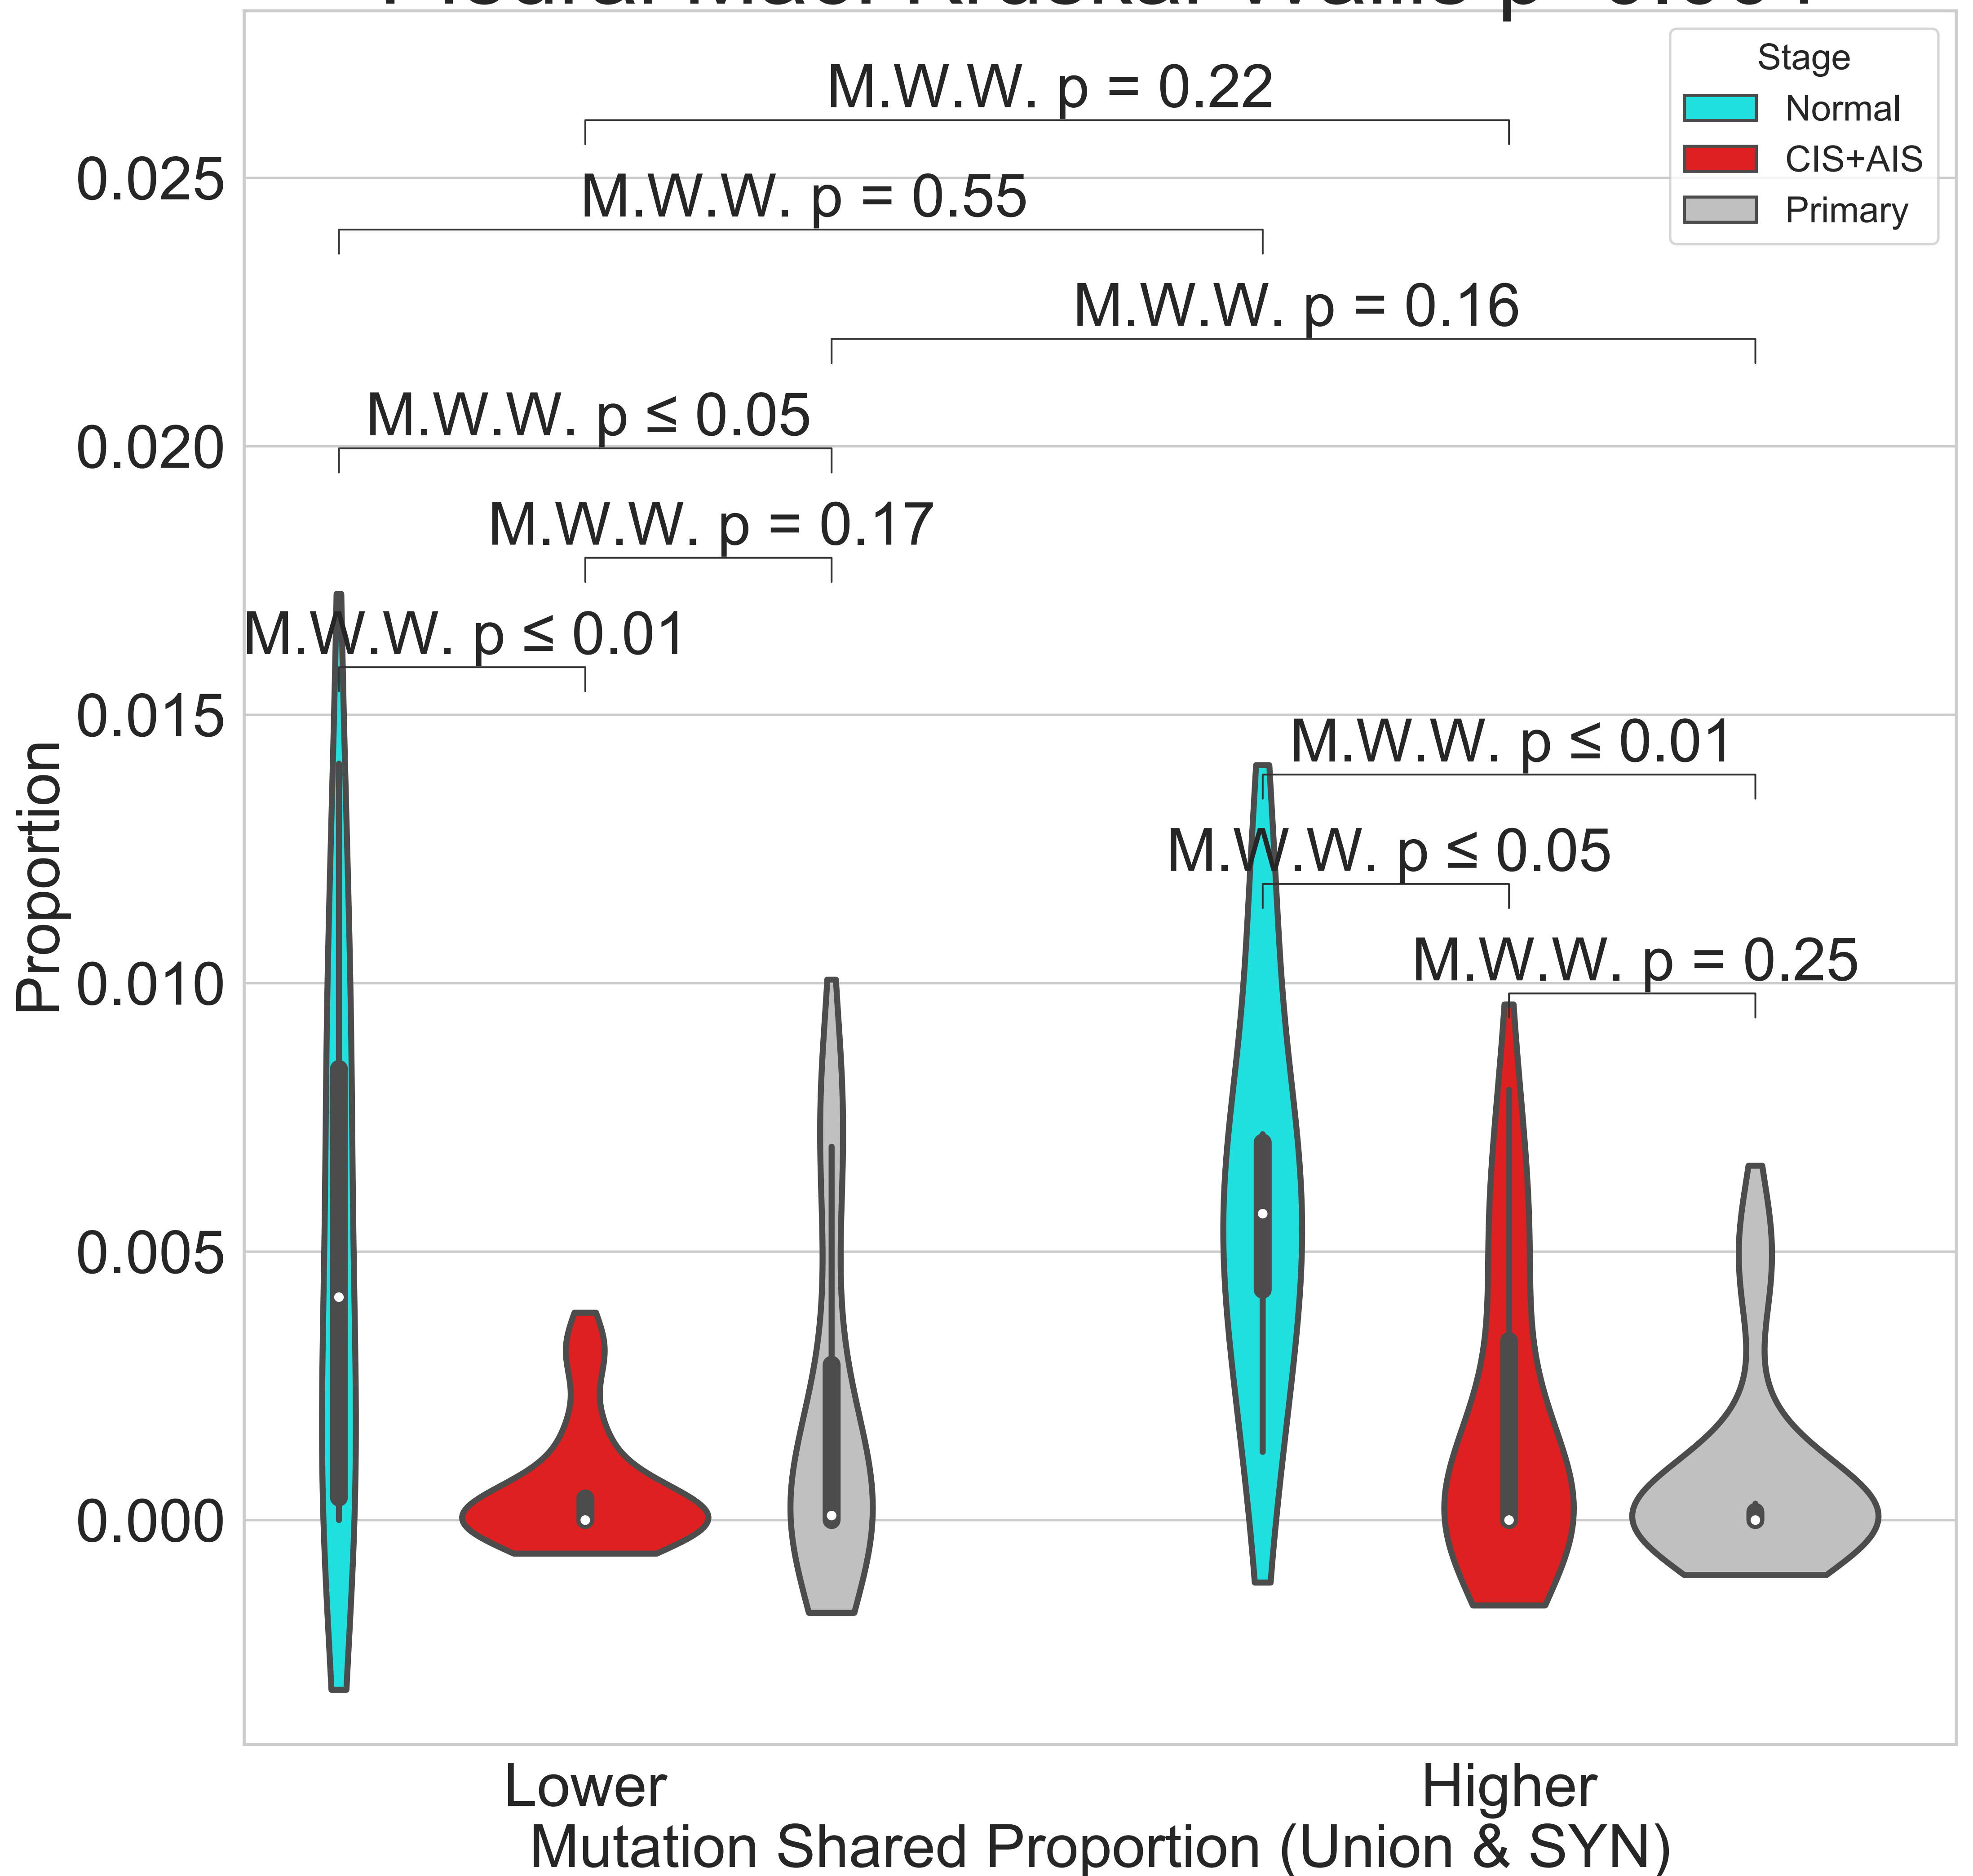 Stage
Normal
CIS+AIS
Primary
M.W.W. p = 0.22
M.W.W. p = 0.55
M.W.W. p = 0.16
M.W.W. p ≤ 0.05
M.W.W. p = 0.17
M.W.W. p ≤ 0.01
M.W.W. p ≤ 0.01
M.W.W. p ≤ 0.05
M.W.W. p = 0.25
0.025
0.020
0.015
0.010
0.005
0.000
Proportion
Lower
Higher
Mutation Shared Proportion (Union & SYN)